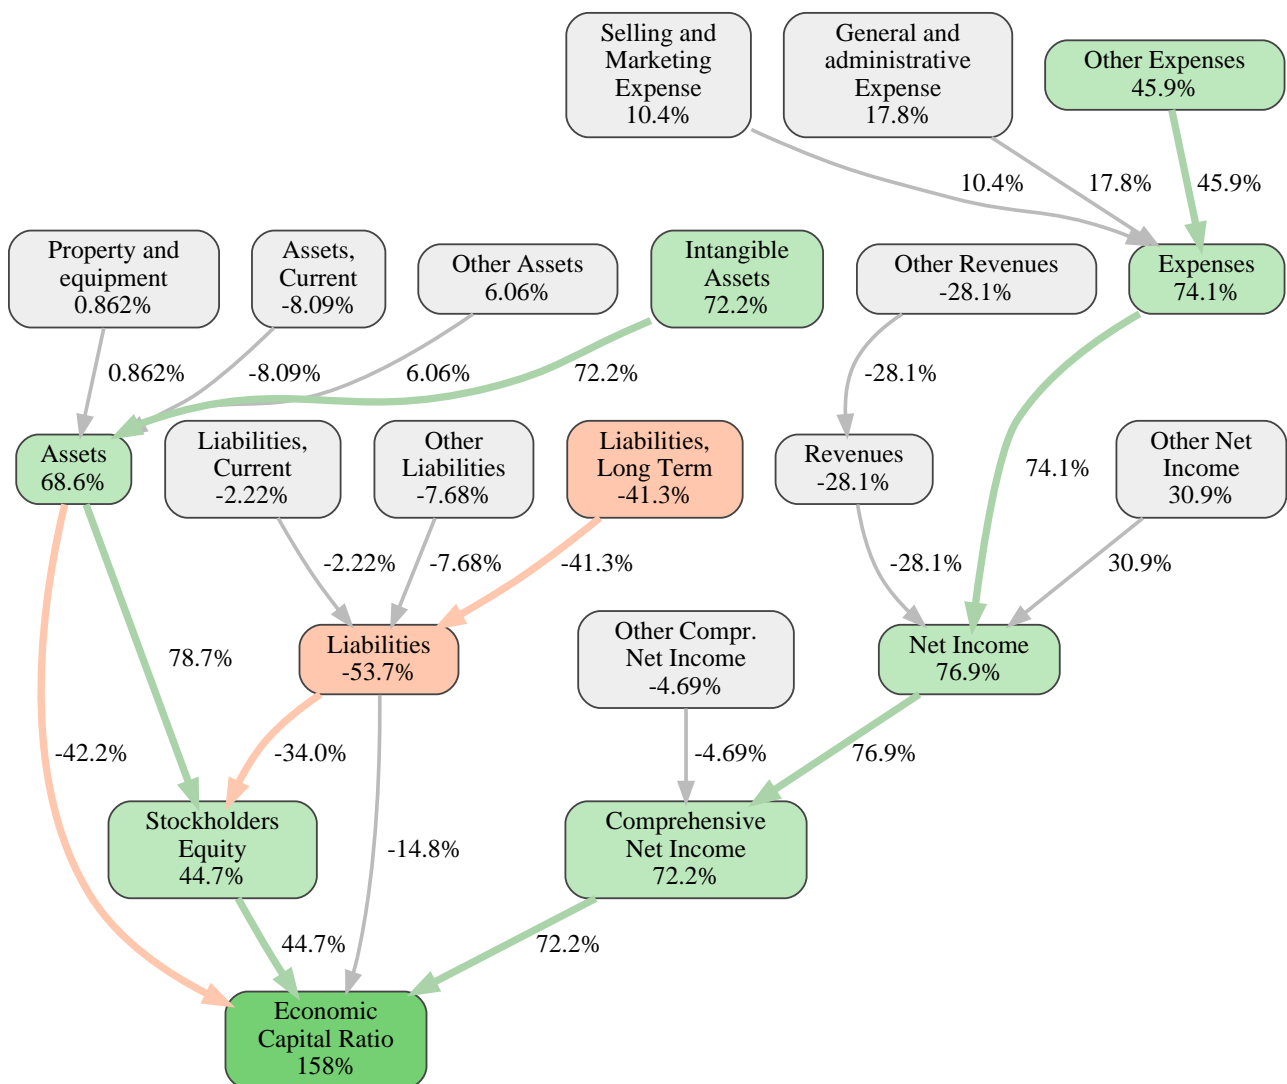 Selling and
Marketing
Expense
10.4%
General and
administrative
Expense
17.8%
Other Expenses
45.9%
10.4%
17.8%
45.9%
Property and
equipment
0.862%
Assets,
Current
-8.09%
Other Assets
6.06%
Intangible
Assets
72.2%
Other Revenues
-28.1%
Expenses
74.1%
0.862%
-8.09%
6.06%
72.2%
-28.1%
Assets
68.6%
Liabilities,
Current
-2.22%
Other
Liabilities
-7.68%
Liabilities,
Long Term
-41.3%
Revenues
-28.1%
74.1%
Other Net
Income
30.9%
-2.22%
-7.68%
-41.3%
-28.1%
30.9%
78.7%
Liabilities
-53.7%
Other Compr.
Net Income
-4.69%
Net Income
76.9%
-42.2%
-34.0%
-4.69%
76.9%
Stockholders
Equity
44.7%
-14.8%
Comprehensive
Net Income
72.2%
44.7%
72.2%
Economic
Capital Ratio
158%